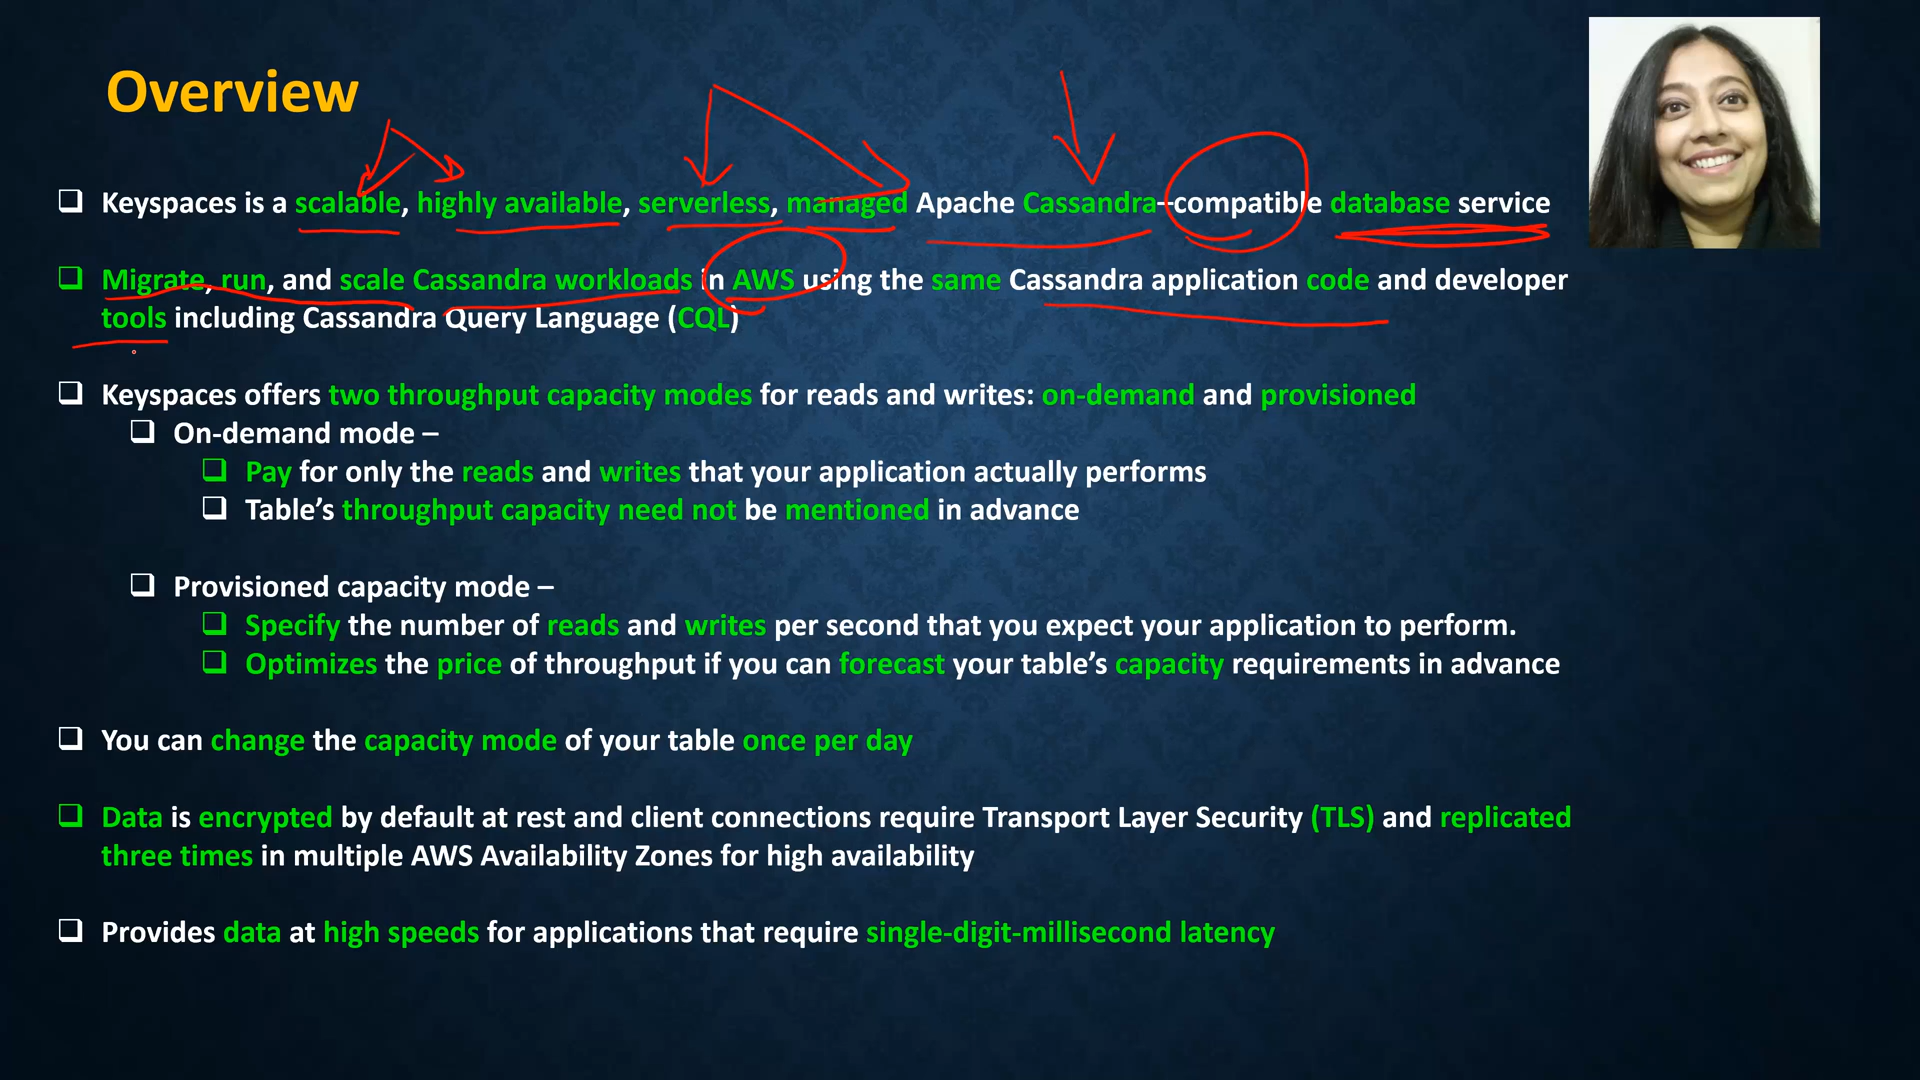 Overview
Keyspaces is a scalable, highly available, serverless, managed Apache Cassandra–compatible database service
Migrate, run, and scale Cassandra workloads in AWS using the same Cassandra application code and developer
tools including Cassandra Query Language (CQL)
Keyspaces offers two throughput capacity modes for reads and writes: on-demand and provisioned
On-demand mode –
Pay for only the reads and writes that your application actually performs
Table’s throughput capacity need not be mentioned in advance
Provisioned capacity mode –
Specify the number of reads and writes per second that you expect your application to perform.
Optimizes the price of throughput if you can forecast your table’s capacity requirements in advance
You can change the capacity mode of your table once per day
Data is encrypted by default at rest and client connections require Transport Layer Security (TLS) and replicated
three times in multiple AWS Availability Zones for high availability
Provides data at high speeds for applications that require single-digit-millisecond latency